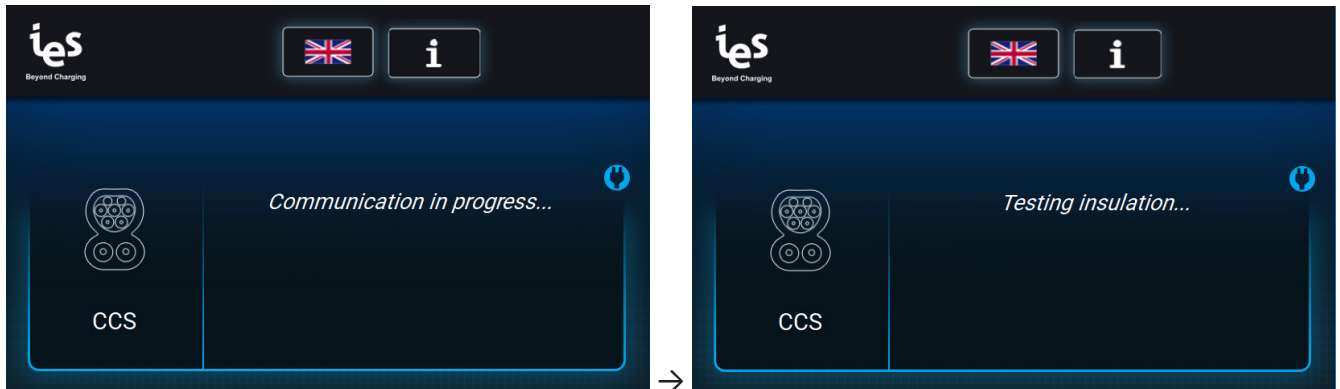 ies
Beyond Charging
i
Communication in progress...
CCS
→
ies
Beyond Charging
i
Testing insulation...
CCS